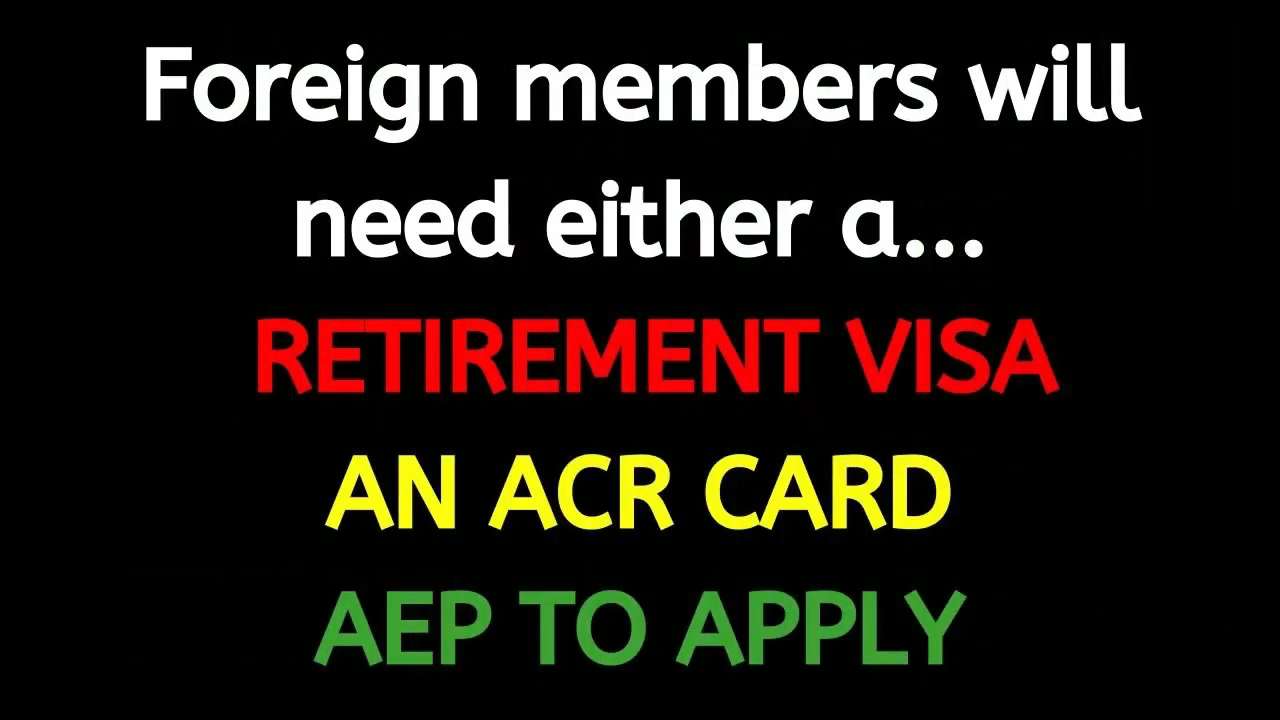 Foreign members will
need either a...
RETIREMENT VISA
AN ACR CARD
AEP TO APPLY